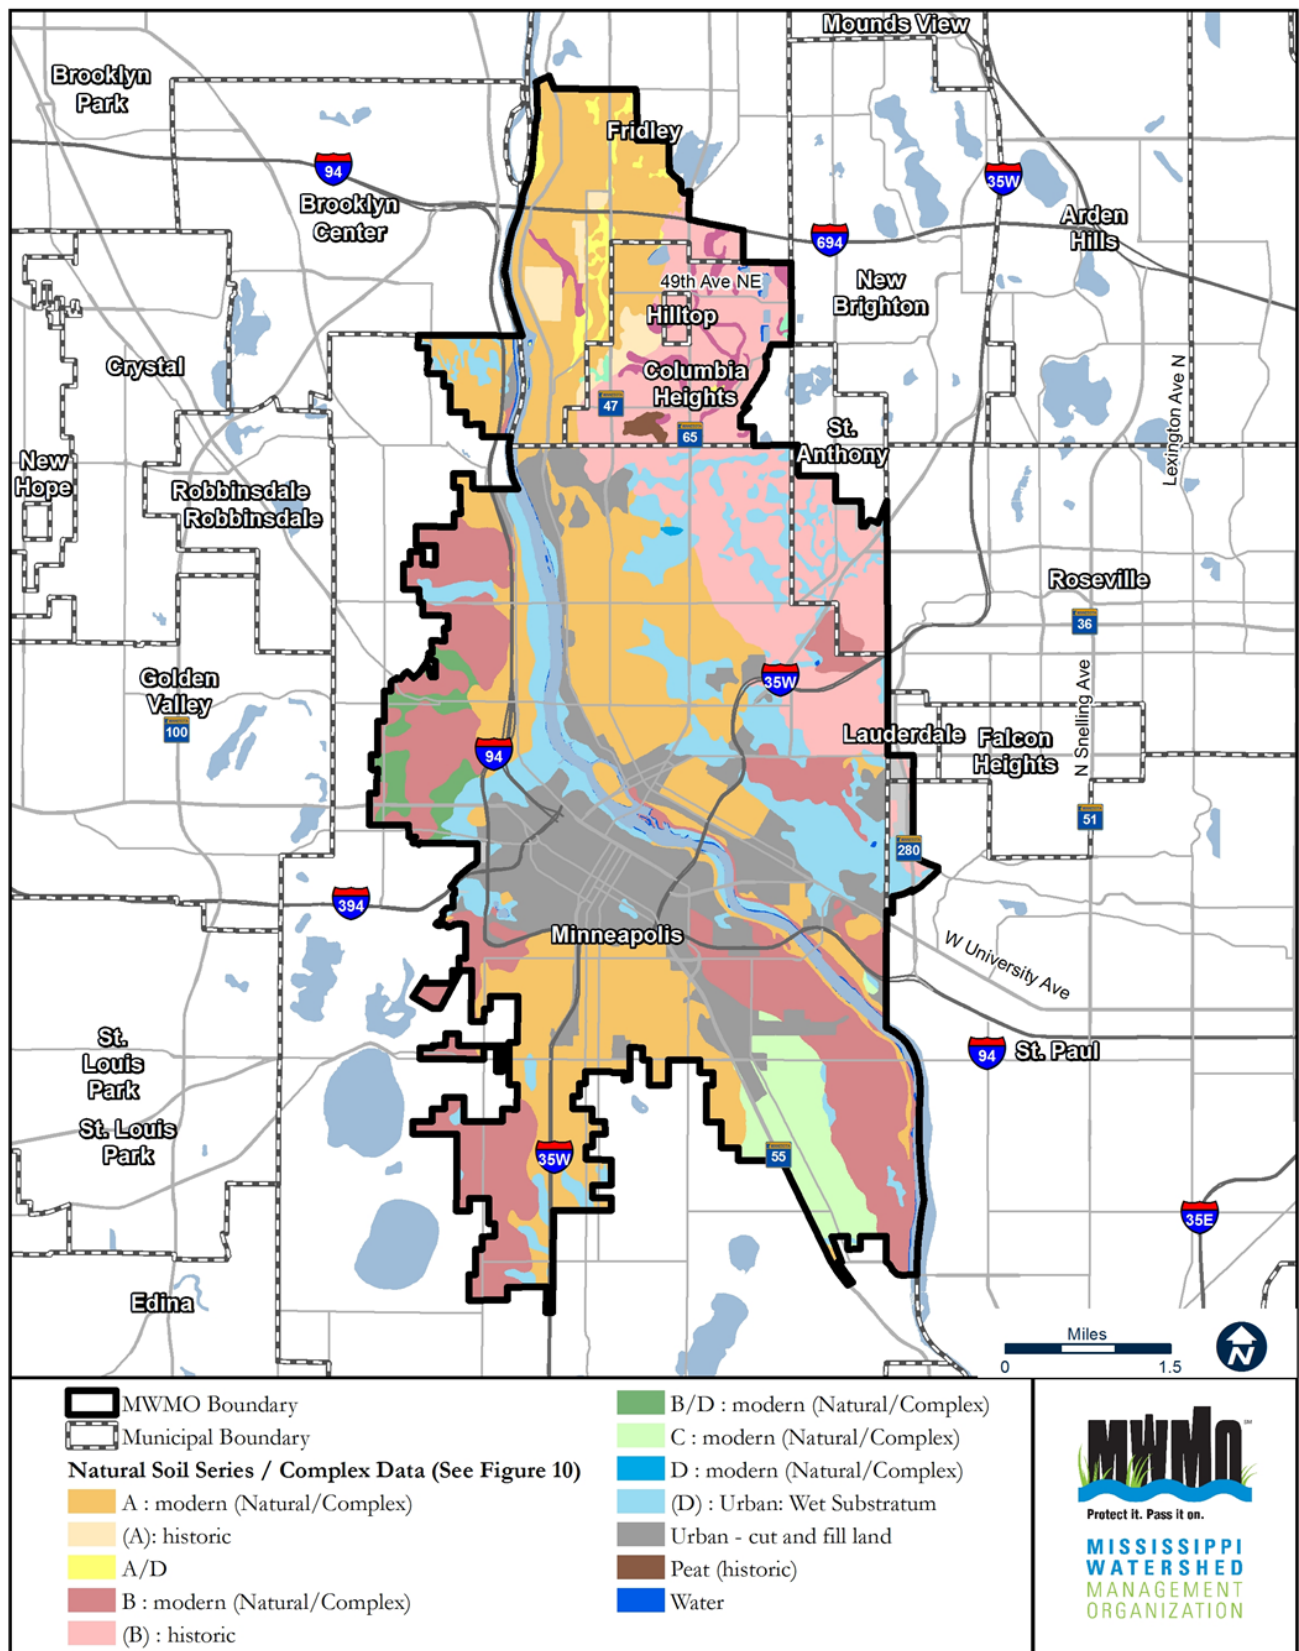 Mounds View
Brooklyn
Park
Fridley
94
35W
Brooklyn
Center
Arden
Hills
694
49th Ave NE
New
Brighton
Hilltop
Crystal
Columbia
Heights
Lexington Ave N
47
65
St.
Anthony
New
Hope
Robbinsdale
Robbinsdale
Roseville
36
35W
Golden
Valley
100
N Snelling Ave
94
Lauderdale
Falcon
Heights
51
280
394
Minneapolis
W University Ave
St.
Louis
Park
94
St. Paul
St. Louis
Park
35W
55
35E
Edina
Miles
0 1.5
N
MWMO Boundary
Municipal Boundary
Natural Soil Series / Complex Data (See Figure 10)
A : modern (Natural/Complex)
(A): historic
A/D
B : modern (Natural/Complex)
(B) : historic
B/D : modern (Natural/Complex)
C : modern (Natural/Complex)
D : modern (Natural/Complex)
(D) : Urban: Wet Substratum
Urban - cut and fill land
Peat (historic)
Water
MWMO
Protect it. Pass it on.
MISSISSIPPI
WATERSHED
MANAGEMENT
ORGANIZATION